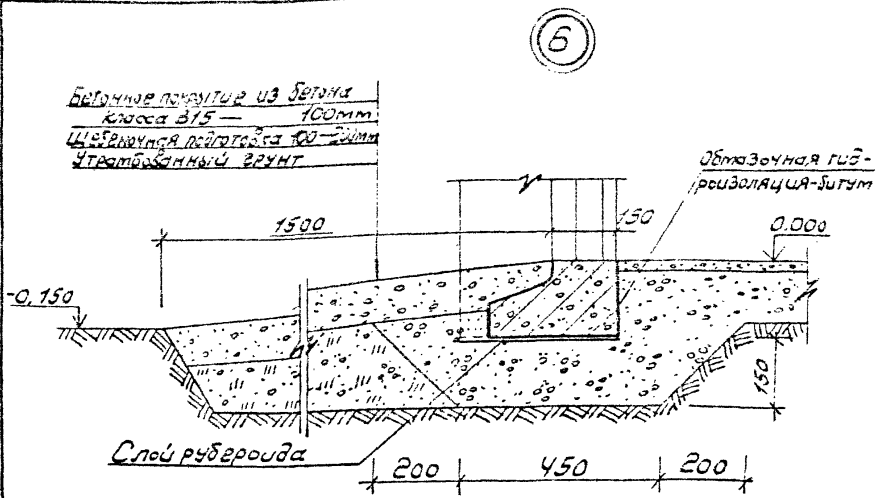 6
Бетонное покрытие из бетона
класса В15 — 100мм
Щебёночная подготовка 100-200мм
Утрамбованный грунт
Обмазочная гид-
роизоляция-битум
1500
150
0.000
-0,150
150
Слой рубероида
200
450
200